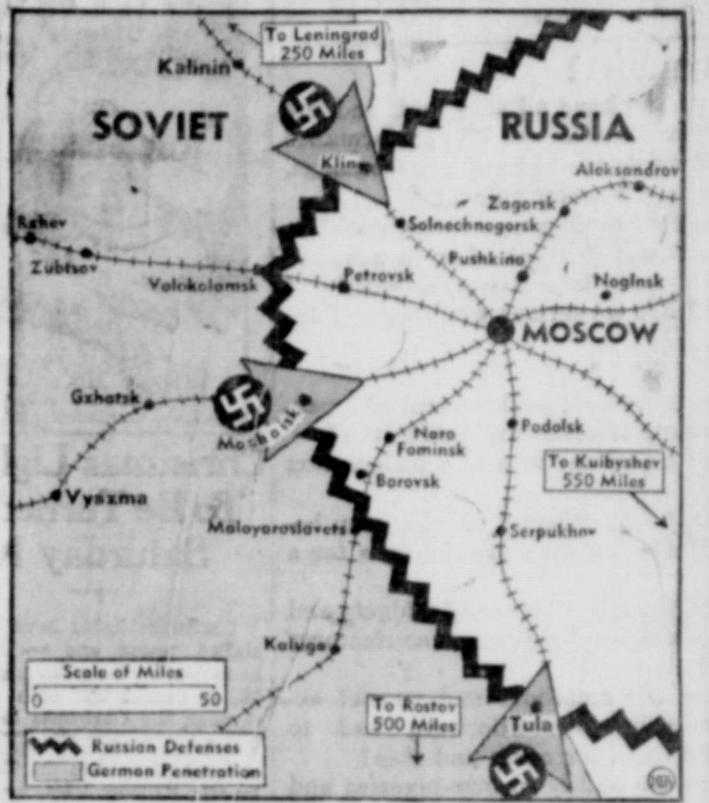 To Leningrad
250 Miles
Kalinin
SOVIET
RUSSIA
Klin
Aleksandrov
Zagorsk
Solnechnogorsk
Rzhev
Zubtsov
Pushkino
Volokolamsk
Petrovsk
Noginsk
MOSCOW
Gzhatsk
Mozhaisk
Naro
Fominsk
Podolsk
To Kuibyshev
550 Miles
Borovsk
Vyazma
Maloyaroslavets
Serpukhov
Kaluga
Scale of Miles
0 50
To Rostov
500 Miles
Tula
Russian Defenses
German Penetration
NEA